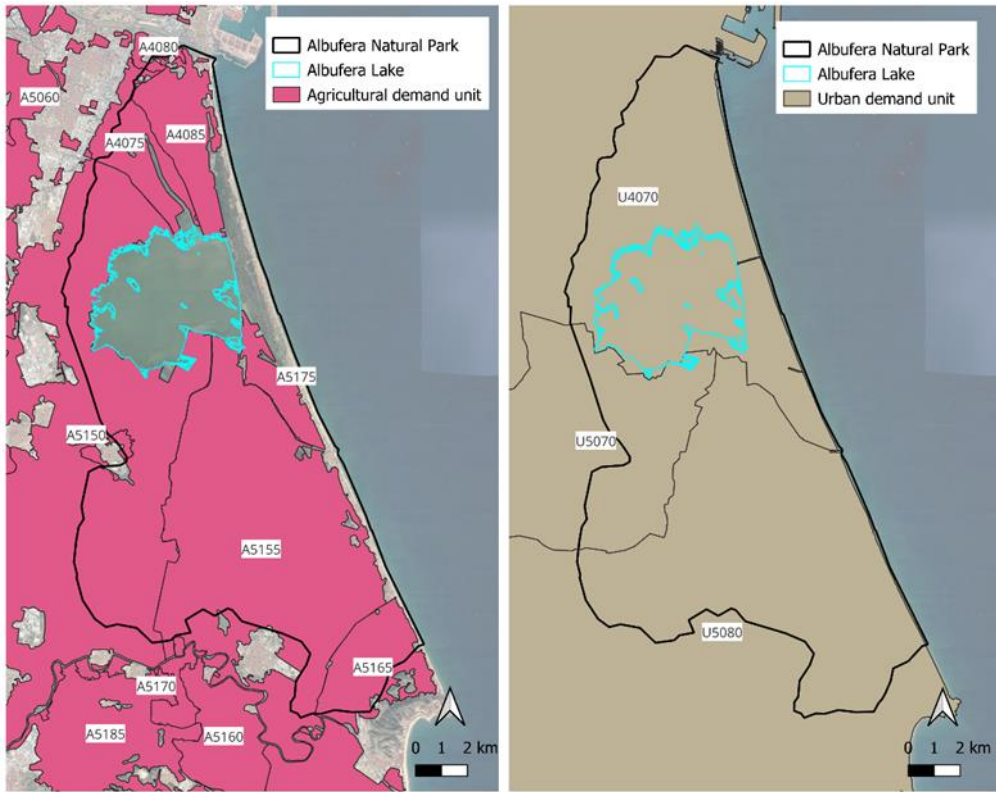 A4080
Albufera Natural Park
Albufera Lake
Agricultural demand unit
A5060
A4075
A4085
A5175
A5150
A5155
A5165
A5170
A5185
A5160
0 1 2 km
Albufera Natural Park
Albufera Lake
Urban demand unit
U4070
U5070
U5080
0 1 2 km